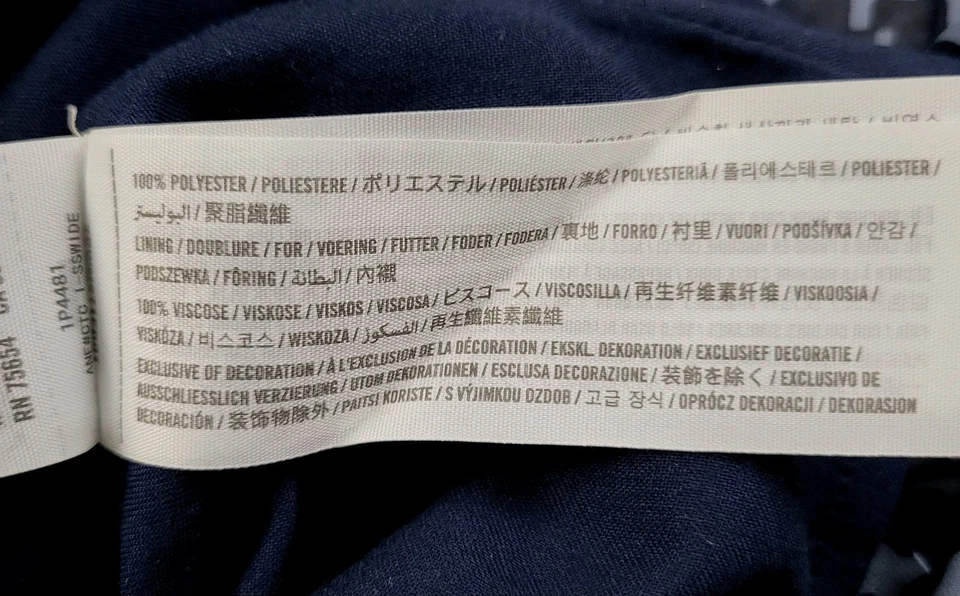 100% POLYESTER / POLIESTERE / ポリエステル / POLIÉSTER / 涤纶 / POLYESTERIÄ / 폴리에스테르 / POLIESTER /
البوليستر / 聚脂纖維
LINING / DOUBLURE / FOR / VOERING / FUTTER / FODER / FODERA / 裏地 / FORRO / 衬里 / VUORI / PODŠÍVKA / 안감 /
PODSZEWKA / FÔRING / البطانة / 內襯
100% VISCOSE / VISKOSE / VISKOS / VISCOSA / ビスコース / VISCOSILLA / 再生纤维素纤维 / VISKOOSIA /
VISKÓZA / 비스코스 / WISKOZA / الفسكوز / 再生纖維素纖維
EXCLUSIVE OF DECORATION / À L'EXCLUSION DE LA DÉCORATION / EKSKL. DEKORATION / EXCLUSIEF DECORATIE /
AUSSCHLIESSLICH VERZIERUNG / UTOM DEKORATIONEN / ESCLUSA DECORAZIONE / 装飾を除く / EXCLUSIVO DE
DECORACIÓN / 装饰物除外 / PAITSI KORISTE / S VÝJIMKOU OZDOB / 고급 장식 / OPRÓCZ DEKORACJI / DEKORASJON
RN 75654
1P4481
SSWIDE